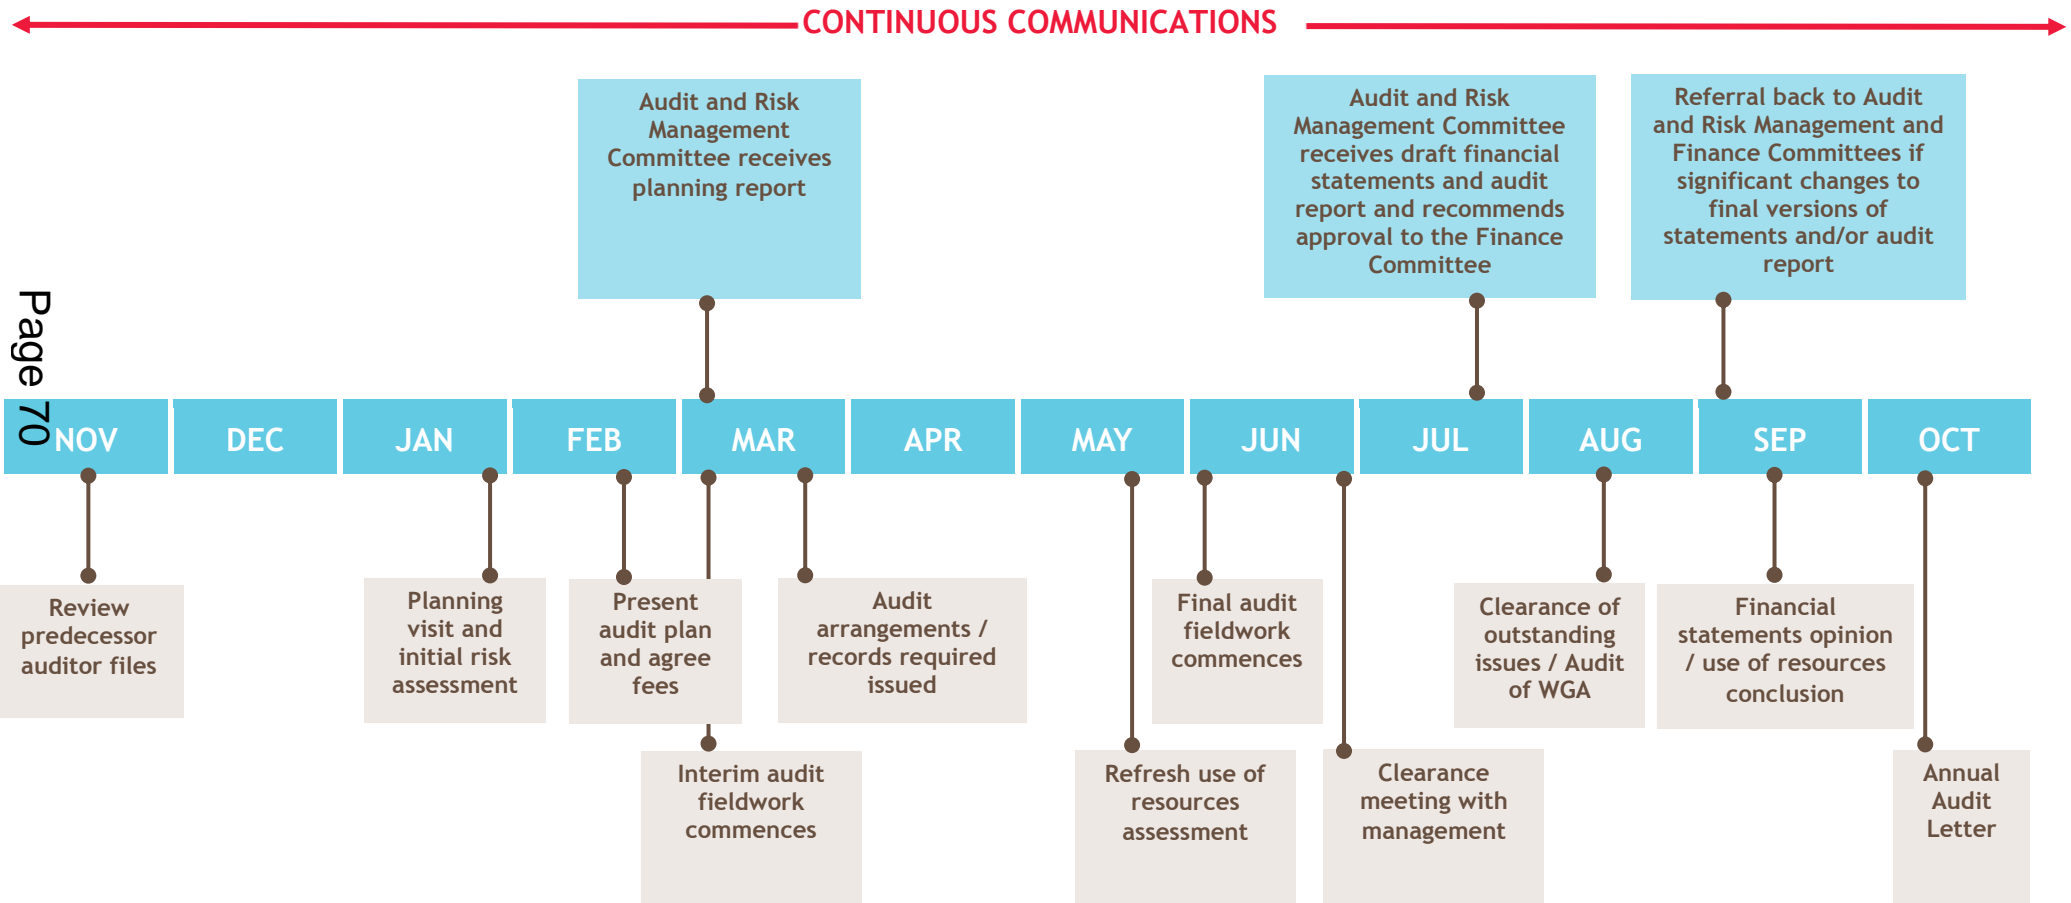 CONTINUOUS COMMUNICATIONS
Audit and Risk
Management
Committee receives
planning report
Audit and Risk
Management Committee
receives draft financial
statements and audit
report and recommends
approval to the Finance
Committee
Referral back to Audit
and Risk Management and
Finance Committees if
significant changes to
final versions of
statements and/or audit
report
Page 70
NOV
DEC
JAN
FEB
MAR
APR
MAY
JUN
JUL
AUG
SEP
OCT
Review
predecessor
auditor files
Planning
visit and
initial risk
assessment
Present
audit plan
and agree
fees
Audit
arrangements /
records required
issued
Final audit
fieldwork
commences
Clearance of
outstanding
issues / Audit
of WGA
Financial
statements opinion
/ use of resources
conclusion
Interim audit
fieldwork
commences
Refresh use of
resources
assessment
Clearance
meeting with
management
Annual
Audit
Letter